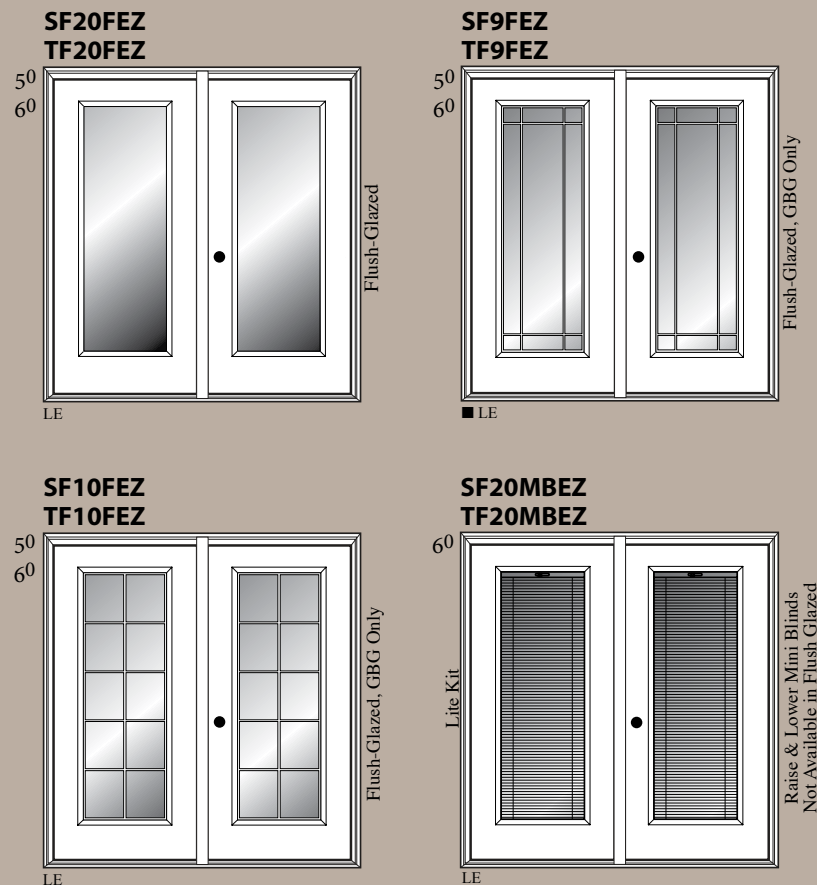 SF20FEZ
TF20FEZ
5⁰
6⁰
Flush-Glazed
LE
SF9FEZ
TF9FEZ
5⁰
6⁰
Flush-Glazed, GBG Only
■ LE
SF10FEZ
TF10FEZ
5⁰
6⁰
Flush-Glazed, GBG Only
LE
SF20MBEZ
TF20MBEZ
6⁰
Lite Kit
Raise & Lower Mini Blinds
Not Available in Flush Glazed
LE